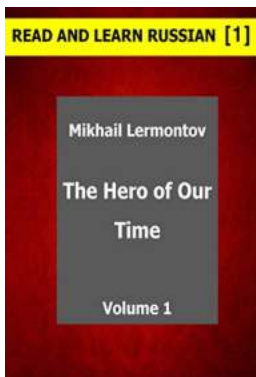 READ AND LEARN RUSSIAN [1]
Mikhail Lermontov
The Hero of Our
Time
Volume 1